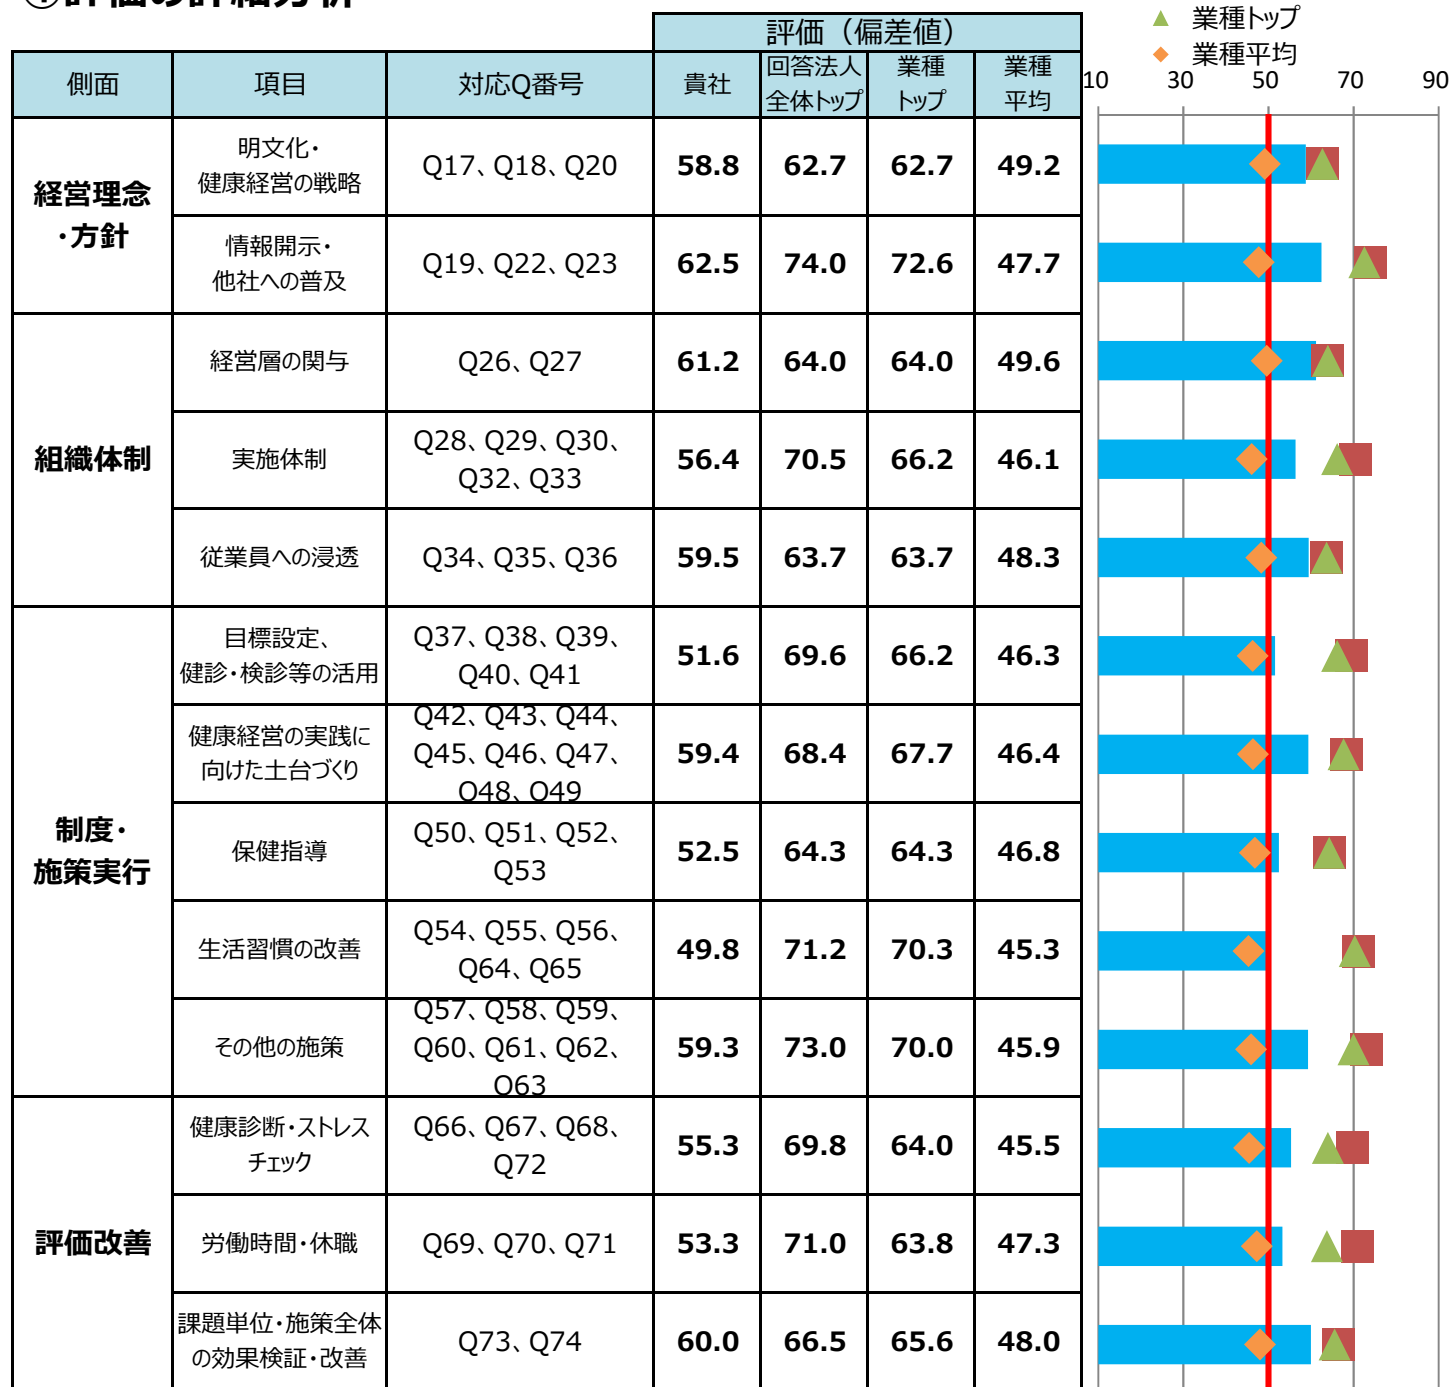 ①評価の詳細分析
▲ 業種トップ
◆ 業種平均
評価（偏差値）
側面 項目 対応Q番号 貴社 回答法人全体トップ 業種トップ 業種平均
10 30 50 70 90
経営理念
・方針
明文化・
健康経営の戦略
Q17、Q18、Q20
58.8 62.7 62.7 49.2
情報開示・
他社への普及
Q19、Q22、Q23
62.5 74.0 72.6 47.7
組織体制
経営層の関与
Q26、Q27
61.2 64.0 64.0 49.6
実施体制
Q28、Q29、Q30、
Q32、Q33
56.4 70.5 66.2 46.1
従業員への浸透
Q34、Q35、Q36
59.5 63.7 63.7 48.3
制度・
施策実行
目標設定、
健診・検診等の活用
Q37、Q38、Q39、
Q40、Q41
51.6 69.6 66.2 46.3
健康経営の実践に
向けた土台づくり
Q42、Q43、Q44、
Q45、Q46、Q47、
Q48、Q49
59.4 68.4 67.7 46.4
保健指導
Q50、Q51、Q52、
Q53
52.5 64.3 64.3 46.8
生活習慣の改善
Q54、Q55、Q56、
Q64、Q65
49.8 71.2 70.3 45.3
その他の施策
Q57、Q58、Q59、
Q60、Q61、Q62、
Q63
59.3 73.0 70.0 45.9
評価改善
健康診断・ストレス
チェック
Q66、Q67、Q68、
Q72
55.3 69.8 64.0 45.5
労働時間・休職
Q69、Q70、Q71
53.3 71.0 63.8 47.3
課題単位・施策全体
の効果検証・改善
Q73、Q74
60.0 66.5 65.6 48.0